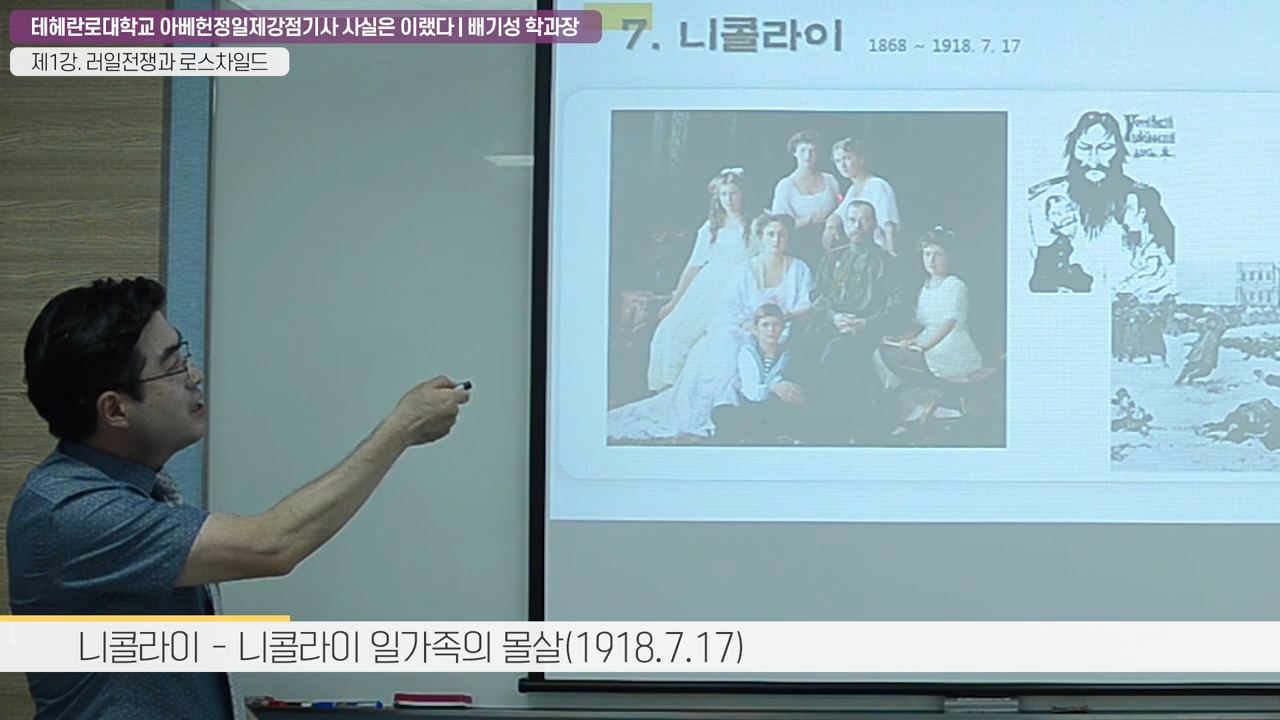 테헤란로대학교 아베헌정일제강점기사 사실은 이랬다 | 배기성 학과장
제1강. 러일전쟁과 로스차일드
7. 니콜라이 1868 ~ 1918. 7. 17
니콜라이 - 니콜라이 일가족의 몰살(1918.7.17)